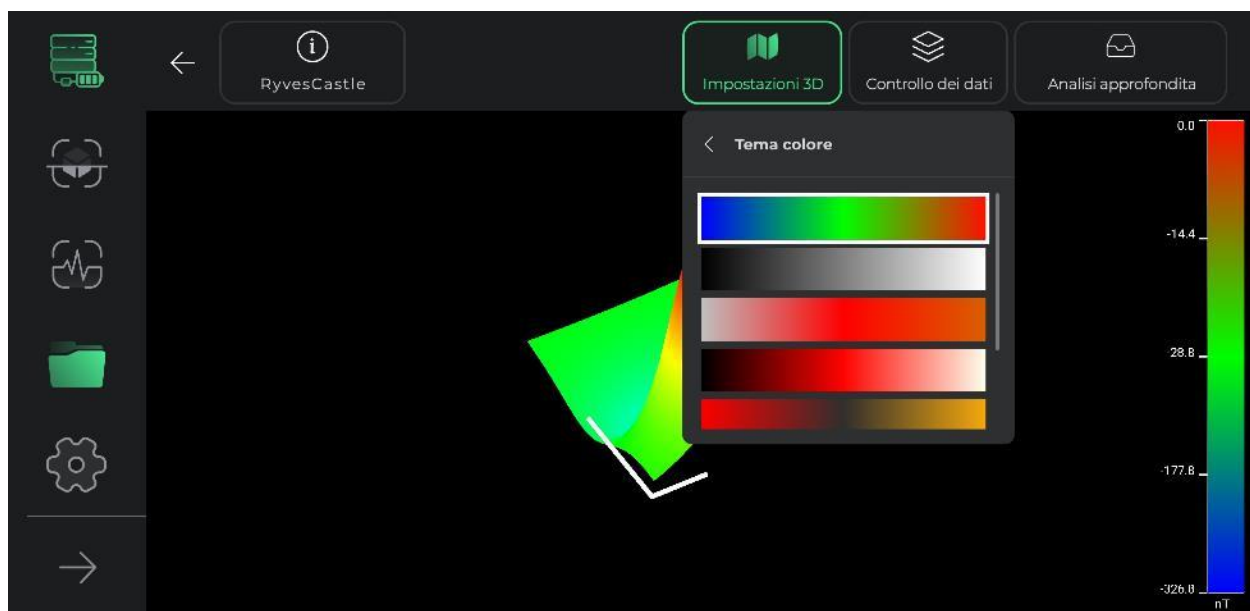 RyvesCastle
Impostazioni 3D
Controllo dei dati
Analisi approfondita
Tema colore
0.0
-14.4
28.8
-177.8
-326.8
nT